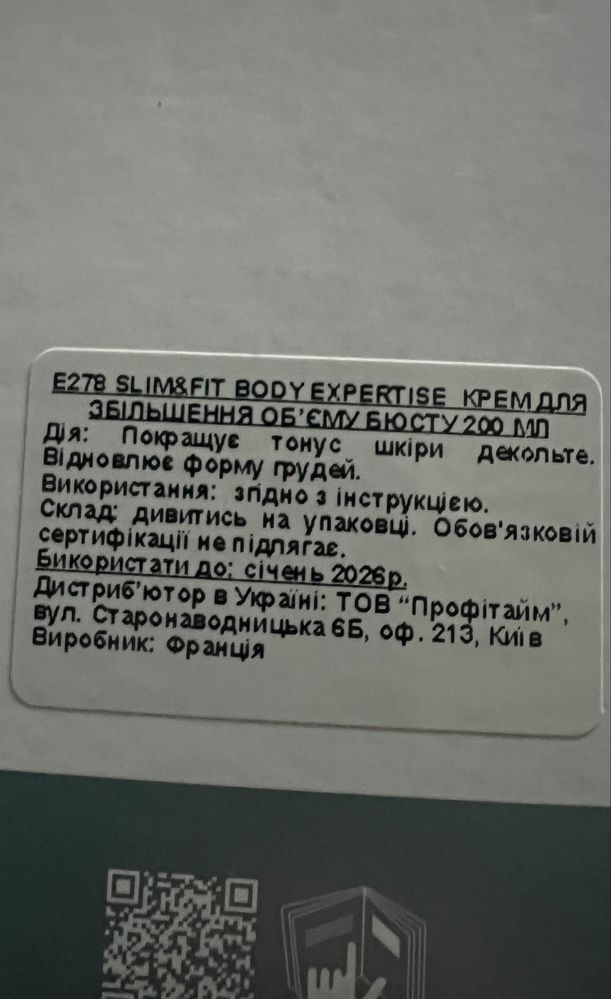 E278 SLIM&FIT BODY EXPERTISE КРЕМ ДЛЯ
ЗБІЛЬШЕННЯ ОБ'ЄМУ БЮСТУ 200 МЛ
Дія: Покращує тонус шкіри декольте.
Відновлює форму грудей.
Використання: згідно з інструкцією.
Склад: дивитись на упаковці. Обов'язковій
сертифікації не підлягає.
Використати до: січень 2026р.
Дистриб'ютор в Україні: ТОВ “Профітайм”,
вул. Старонаводницька 6Б, оф. 213, Київ
Виробник: Франція